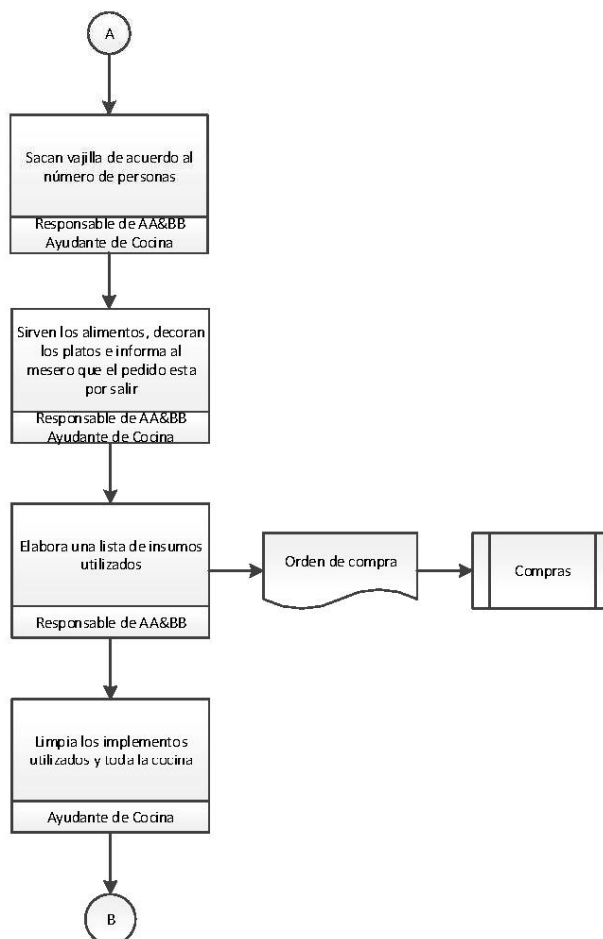 A
Sacan vajilla de acuerdo al
número de personas
Responsable de AA&BB
Ayudante de Cocina
Sirven los alimentos, decoran
los platos e informa al
mesero que el pedido esta
por salir
Responsable de AA&BB
Ayudante de Cocina
Elabora una lista de insumos
utilizados
Responsable de AA&BB
Orden de compra
Compras
Limpia los implementos
utilizados y toda la cocina
Ayudante de Cocina
B